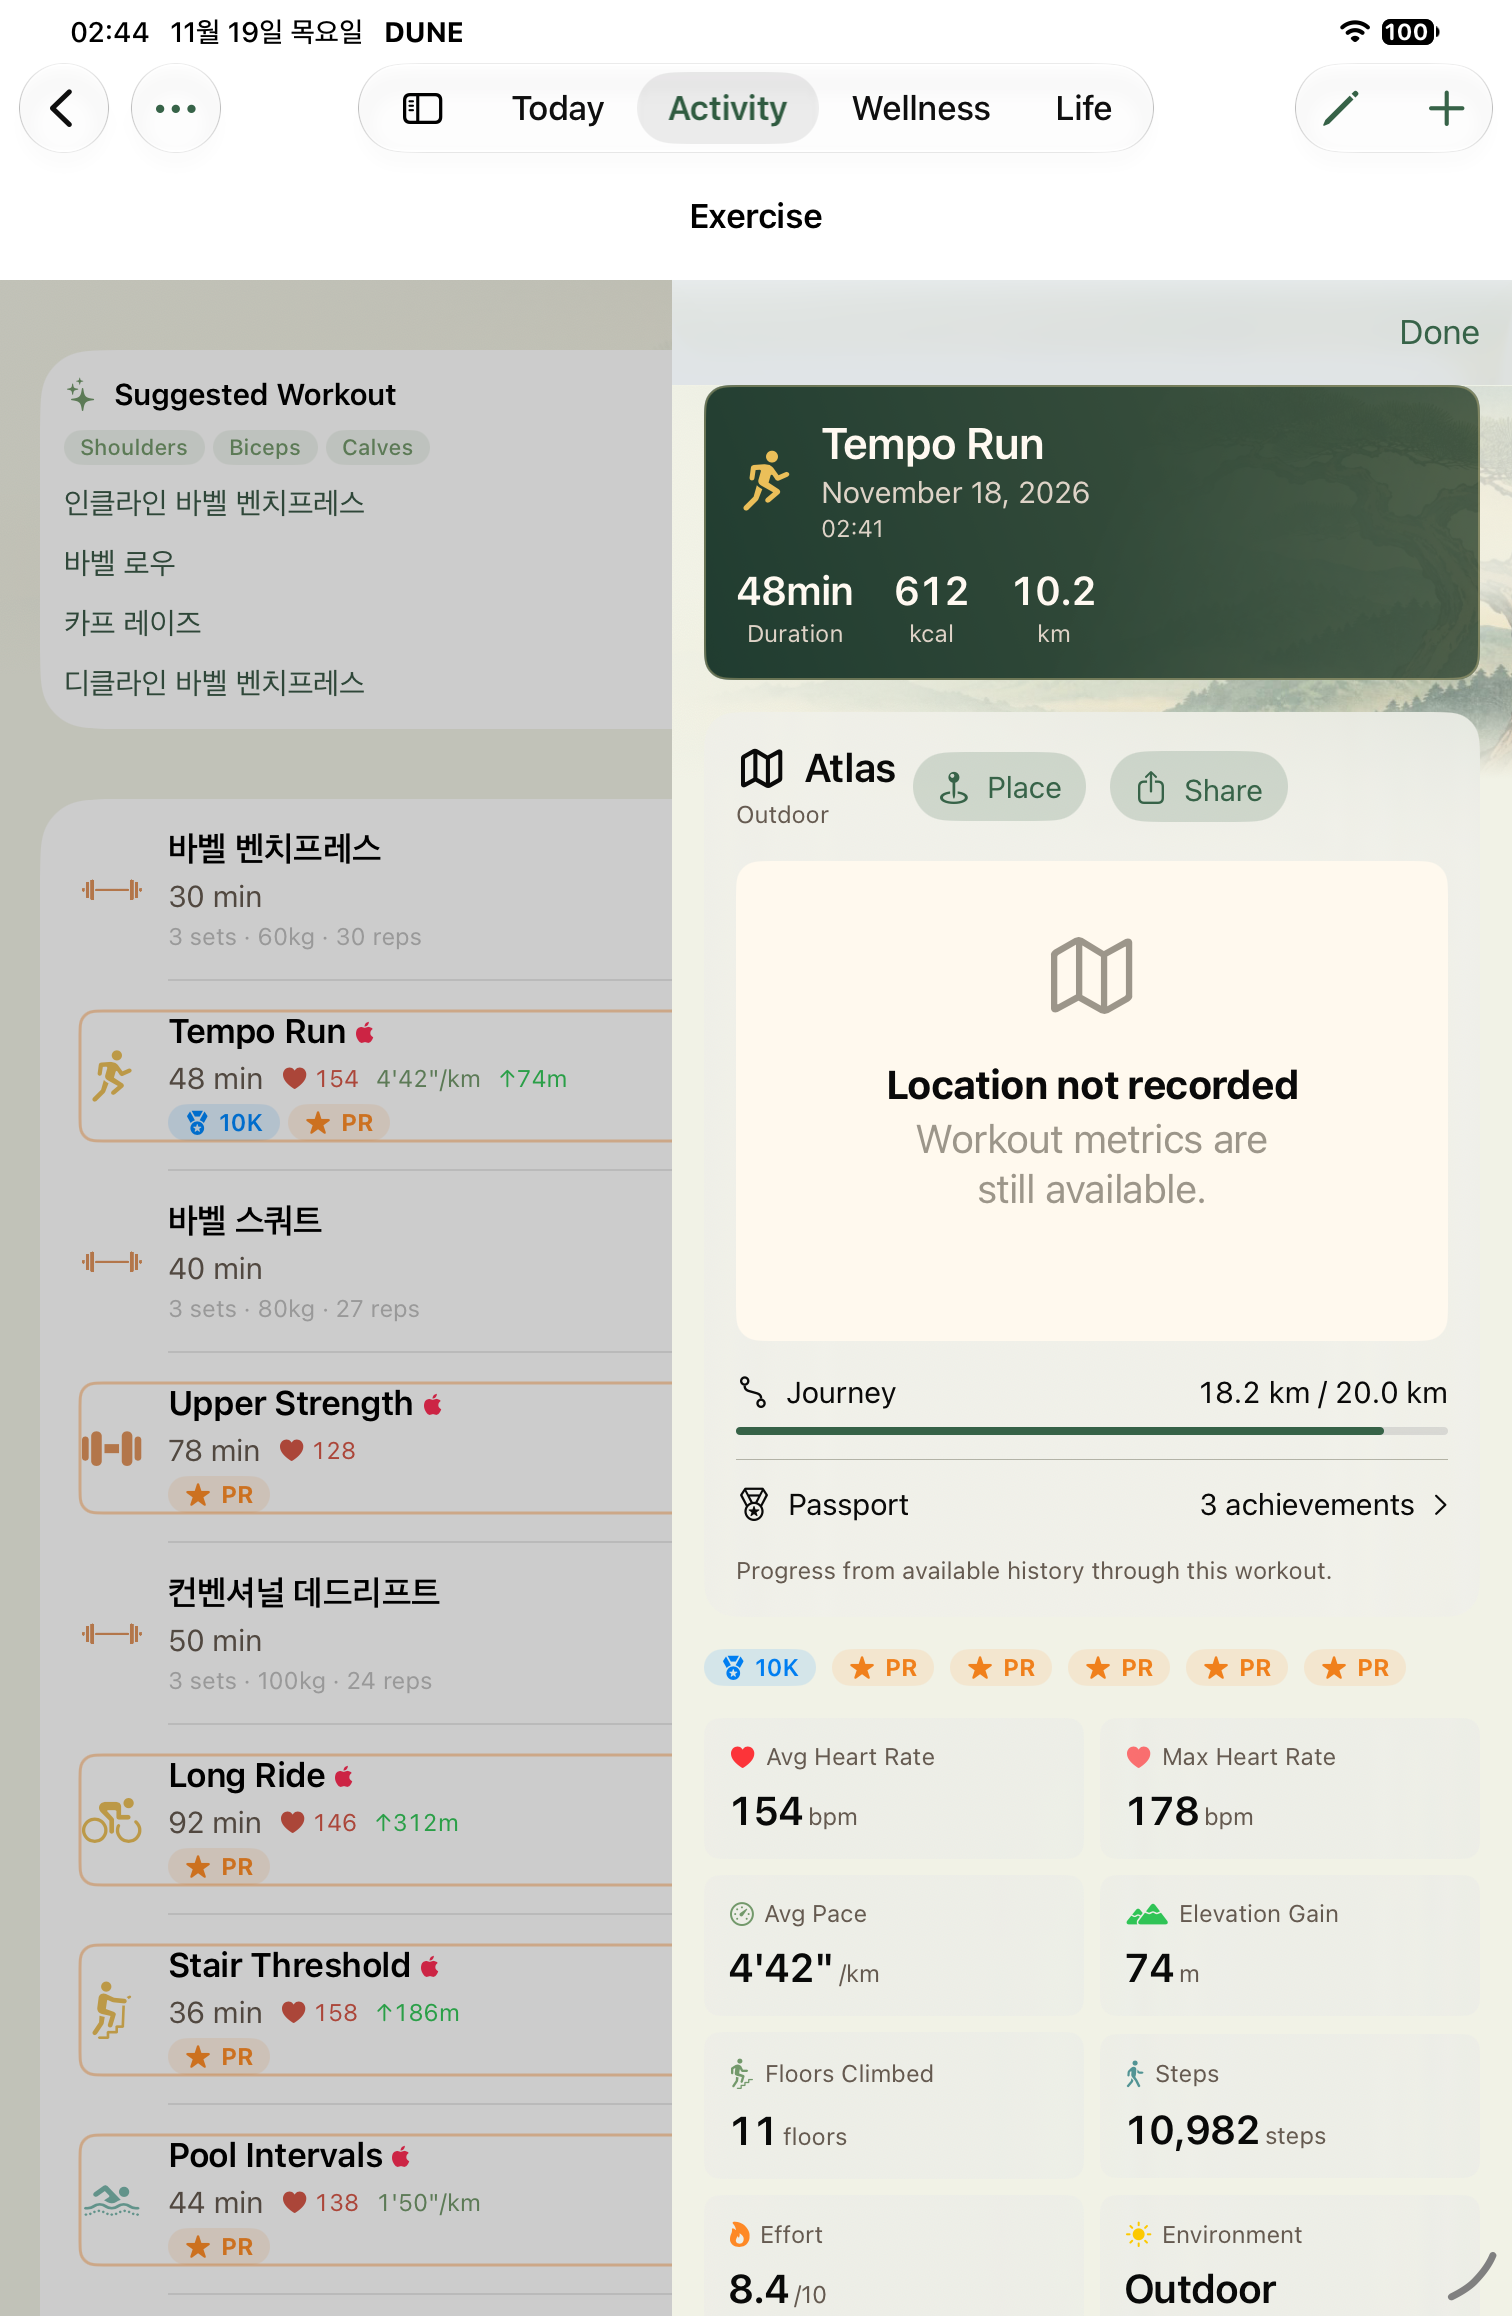 02:44 11월 19일 목요일 DUNE
100
Today Activity Wellness Life
Exercise
Suggested Workout
Shoulders Biceps Calves
인클라인 바벨 벤치프레스
바벨 로우
카프 레이즈
디클라인 바벨 벤치프레스
바벨 벤치프레스
30 min
3 sets · 60kg · 30 reps
Tempo Run
48 min 154 4'42"/km ↑74m
10K PR
바벨 스쿼트
40 min
3 sets · 80kg · 27 reps
Upper Strength
78 min 128
PR
컨벤셔널 데드리프트
50 min
3 sets · 100kg · 24 reps
Long Ride
92 min 146 ↑312m
PR
Stair Threshold
36 min 158 ↑186m
PR
Pool Intervals
44 min 138 1'50"/km
PR
Done
Tempo Run
November 18, 2026
02:41
48min 612 10.2
Duration kcal km
Atlas Place Share
Outdoor
Location not recorded
Workout metrics are
still available.
Journey 18.2 km / 20.0 km
Passport 3 achievements
Progress from available history through this workout.
10K PR PR PR PR PR
Avg Heart Rate Max Heart Rate
154 bpm 178 bpm
Avg Pace Elevation Gain
4'42" /km 74 m
Floors Climbed Steps
11 floors 10,982 steps
Effort Environment
8.4 /10 Outdoor